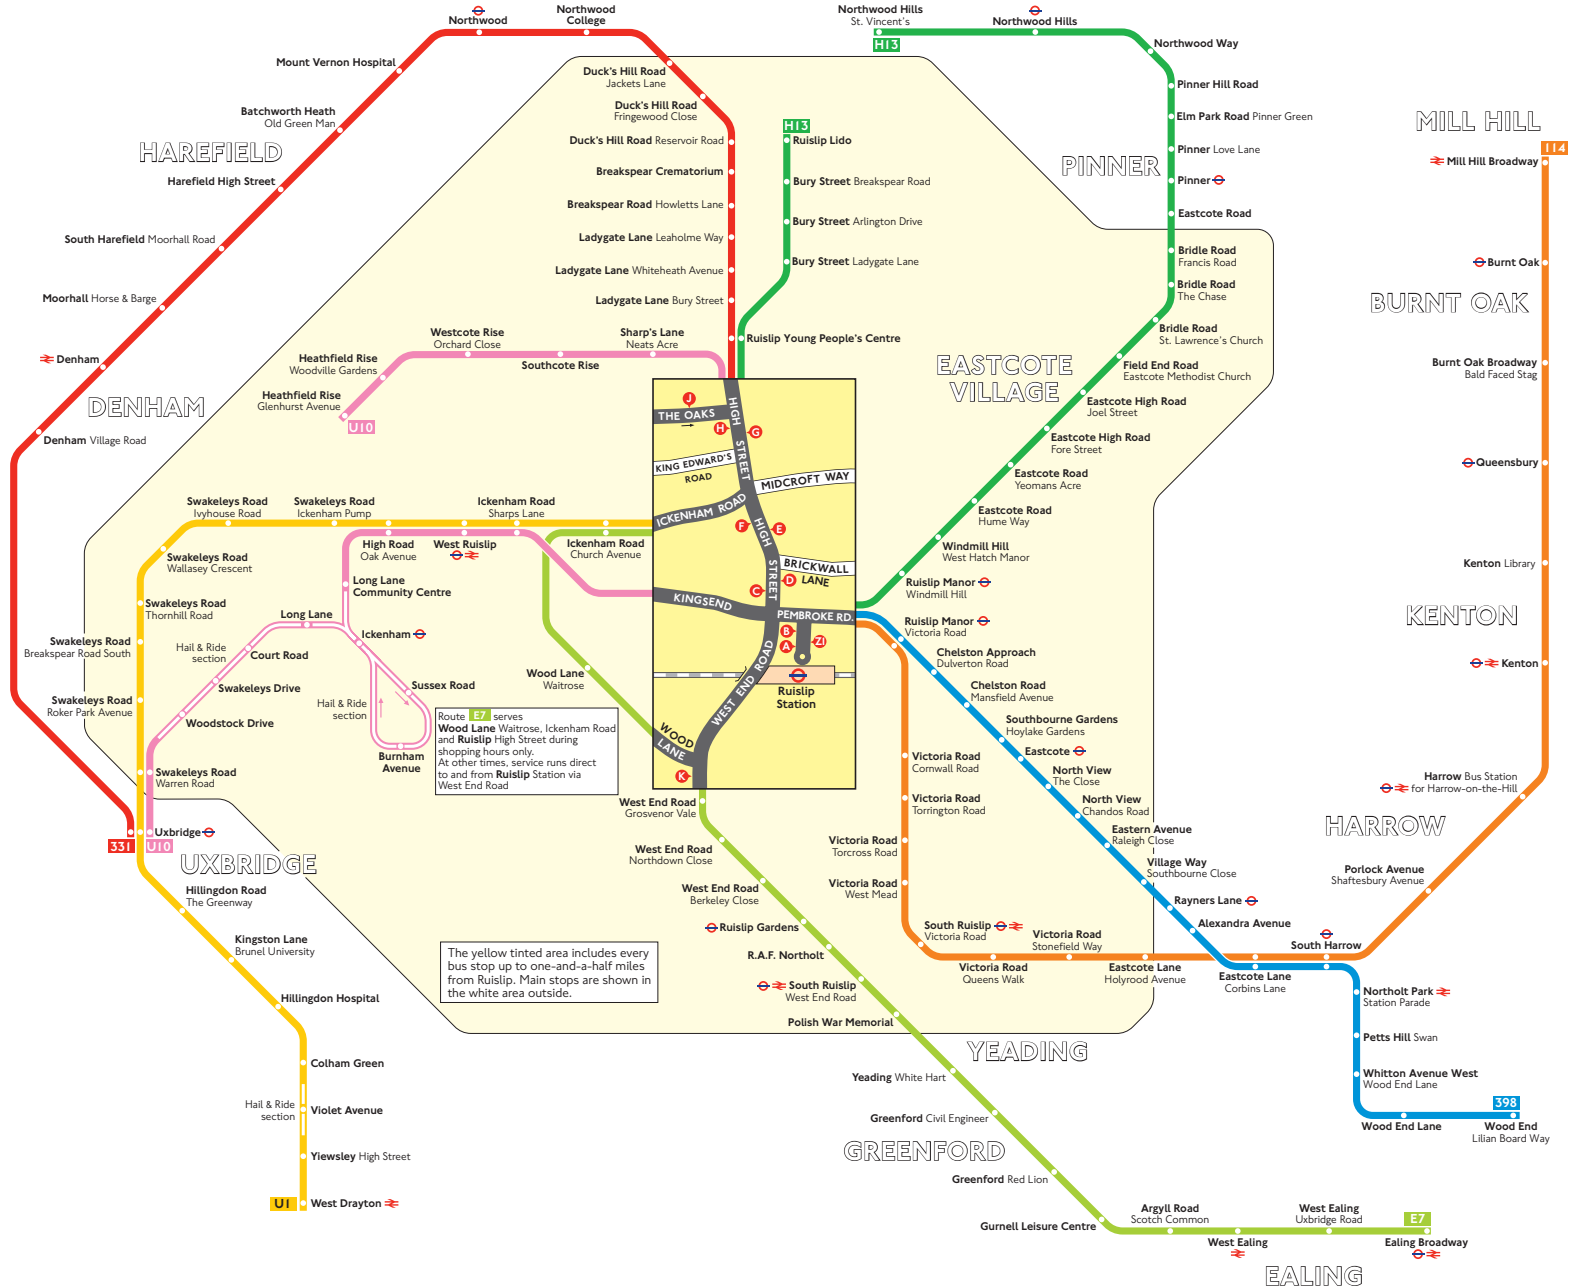 Northwood
Northwood
College
Northwood Hills
St. Vincent's
H13
Northwood Hills
Northwood Way
Mount Vernon Hospital
Duck's Hill Road
Jackets Lane
Pinner Hill Road
Batchworth Heath
Old Green Man
Duck's Hill Road
Fringewood Close
Elm Park Road Pinner Green
MILL HILL
H13
HAREFIELD
Duck's Hill Road Reservoir Road
Ruislip Lido
Pinner Love Lane
114
Mill Hill Broadway
PINNER
Breakspear Crematorium
Harefield High Street
Bury Street Breakspear Road
Pinner
Breakspear Road Howletts Lane
Eastcote Road
Bury Street Arlington Drive
South Harefield Moorhall Road
Ladygate Lane Leaholme Way
Bridle Road
Francis Road
Bury Street Ladygate Lane
Burnt Oak
Ladygate Lane Whiteheath Avenue
Bridle Road
The Chase
Moorhall Horse & Barge
Ladygate Lane Bury Street
BURNT OAK
Westcote Rise
Orchard Close
Sharp's Lane
Neats Acre
Ruislip Young People's Centre
Bridle Road
St. Lawrence's Church
Denham
Heathfield Rise
Woodville Gardens
Southcote Rise
EASTCOTE
VILLAGE
Field End Road
Eastcote Methodist Church
Burnt Oak Broadway
Bald Faced Stag
DENHAM
Heathfield Rise
Glenhurst Avenue
U10
J
THE OAKS
HIGH
STREET
H
G
Eastcote High Road
Joel Street
Denham Village Road
Eastcote High Road
Fore Street
KING EDWARD'S
ROAD
MIDCROFT WAY
Eastcote Road
Yeomans Acre
Queensbury
Swakeleys Road
Ivyhouse Road
Swakeleys Road
Ickenham Pump
Ickenham Road
Sharps Lane
ICKENHAM ROAD
HIGH
STREET
F
E
Eastcote Road
Hume Way
Swakeleys Road
Wallasey Crescent
High Road
Oak Avenue
West Ruislip
Ickenham Road
Church Avenue
Windmill Hill
West Hatch Manor
BRICKWALL
LANE
Kenton Library
Long Lane
Community Centre
D
C
Ruislip Manor
Windmill Hill
Swakeleys Road
Thornhill Road
Long Lane
KINGSEND
PEMBROKE RD.
KENTON
Swakeleys Road
Breakspear Road South
Hail & Ride
section
Ickenham
B
A
Z1
Ruislip Manor
Victoria Road
Court Road
Chelston Approach
Dulverton Road
Kenton
Swakeleys Drive
Sussex Road
Wood Lane
Waitrose
WEST END ROAD
Ruislip
Station
Chelston Road
Mansfield Avenue
Swakeleys Road
Roker Park Avenue
Woodstock Drive
Hail & Ride
section
Route E7 serves
Wood Lane Waitrose, Ickenham Road
and Ruislip High Street during
shopping hours only.
At other times, service runs direct
to and from Ruislip Station via
West End Road
WOOD
LANE
Southbourne Gardens
Hoylake Gardens
Burnham
Avenue
Victoria Road
Cornwall Road
Eastcote
Swakeleys Road
Warren Road
K
North View
The Close
Harrow Bus Station
for Harrow-on-the-Hill
West End Road
Grosvenor Vale
Victoria Road
Torrington Road
North View
Chandos Road
331
U10
Uxbridge
UXBRIDGE
HARROW
West End Road
Northdown Close
Victoria Road
Torcross Road
Eastern Avenue
Raleigh Close
Village Way
Southbourne Close
Porlock Avenue
Shaftesbury Avenue
Hillingdon Road
The Greenway
West End Road
Berkeley Close
Victoria Road
West Mead
Rayners Lane
Ruislip Gardens
South Ruislip
Victoria Road
Alexandra Avenue
Kingston Lane
Brunel University
Victoria Road
Stonefield Way
South Harrow
The yellow tinted area includes every
bus stop up to one-and-a-half miles
from Ruislip. Main stops are shown in
the white area outside.
R.A.F. Northolt
Victoria Road
Queens Walk
Eastcote Lane
Holyrood Avenue
Eastcote Lane
Corbins Lane
Hillingdon Hospital
South Ruislip
West End Road
Northolt Park
Station Parade
Polish War Memorial
Petts Hill Swan
YEADING
Colham Green
Yeading White Hart
Whitton Avenue West
Wood End Lane
Hail & Ride
section
Violet Avenue
Greenford Civil Engineer
398
Wood End Lane
Wood End
Lilian Board Way
Yiewsley High Street
GREENFORD
Greenford Red Lion
U1
West Drayton
Gurnell Leisure Centre
Argyll Road
Scotch Common
West Ealing
Uxbridge Road
E7
West Ealing
Ealing Broadway
EALING